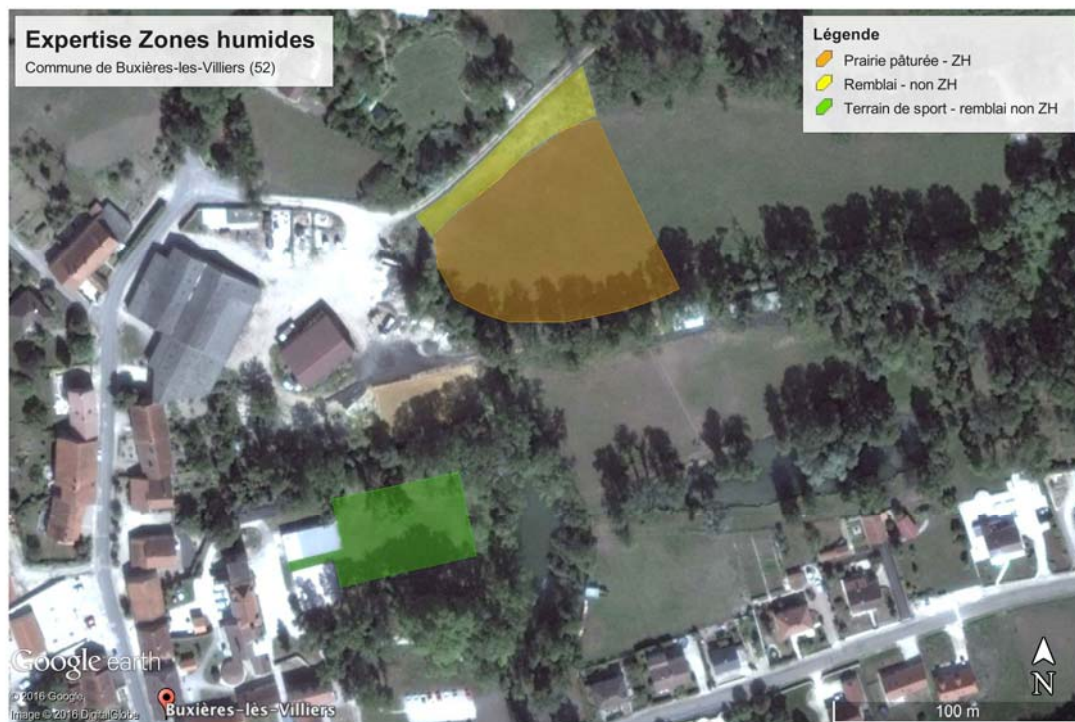 Expertise Zones humides
Commune de Buxières-les-Villiers (52)
Légende
Prairie pâturée - ZH
Remblai - non ZH
Terrain de sport - remblai non ZH
Google earth
© 2016 Google
Image © 2016 DigitalGlobe
Buxières-lès-Villiers
N
100 m